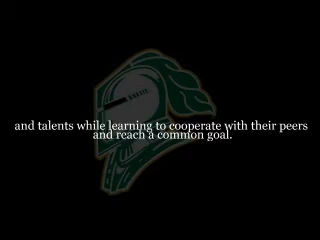 and talents while learning to cooperate with their peers
and reach a common goal.